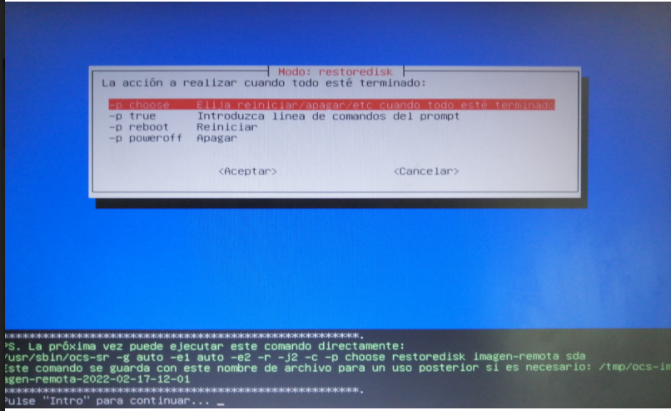 Modo: restoredisk
La acción a realizar cuando todo esté terminado:
-p choose Elija reiniciar/apagar/etc cuando todo esté terminado
-p true Introduzca línea de comandos del prompt
-p reboot Reiniciar
-p poweroff Apagar
<Aceptar> <Cancelar>
PS. La próxima vez puede ejecutar este comando directamente:
/usr/sbin/ocs-sr -g auto -e1 auto -e2 -r -j2 -c -p choose restoredisk imagen-remota sda
Este comando se guarda con este nombre de archivo para un uso posterior si es necesario: /tmp/ocs-im
agen-remota-2022-02-17-12-01
Pulse "Intro" para continuar... _